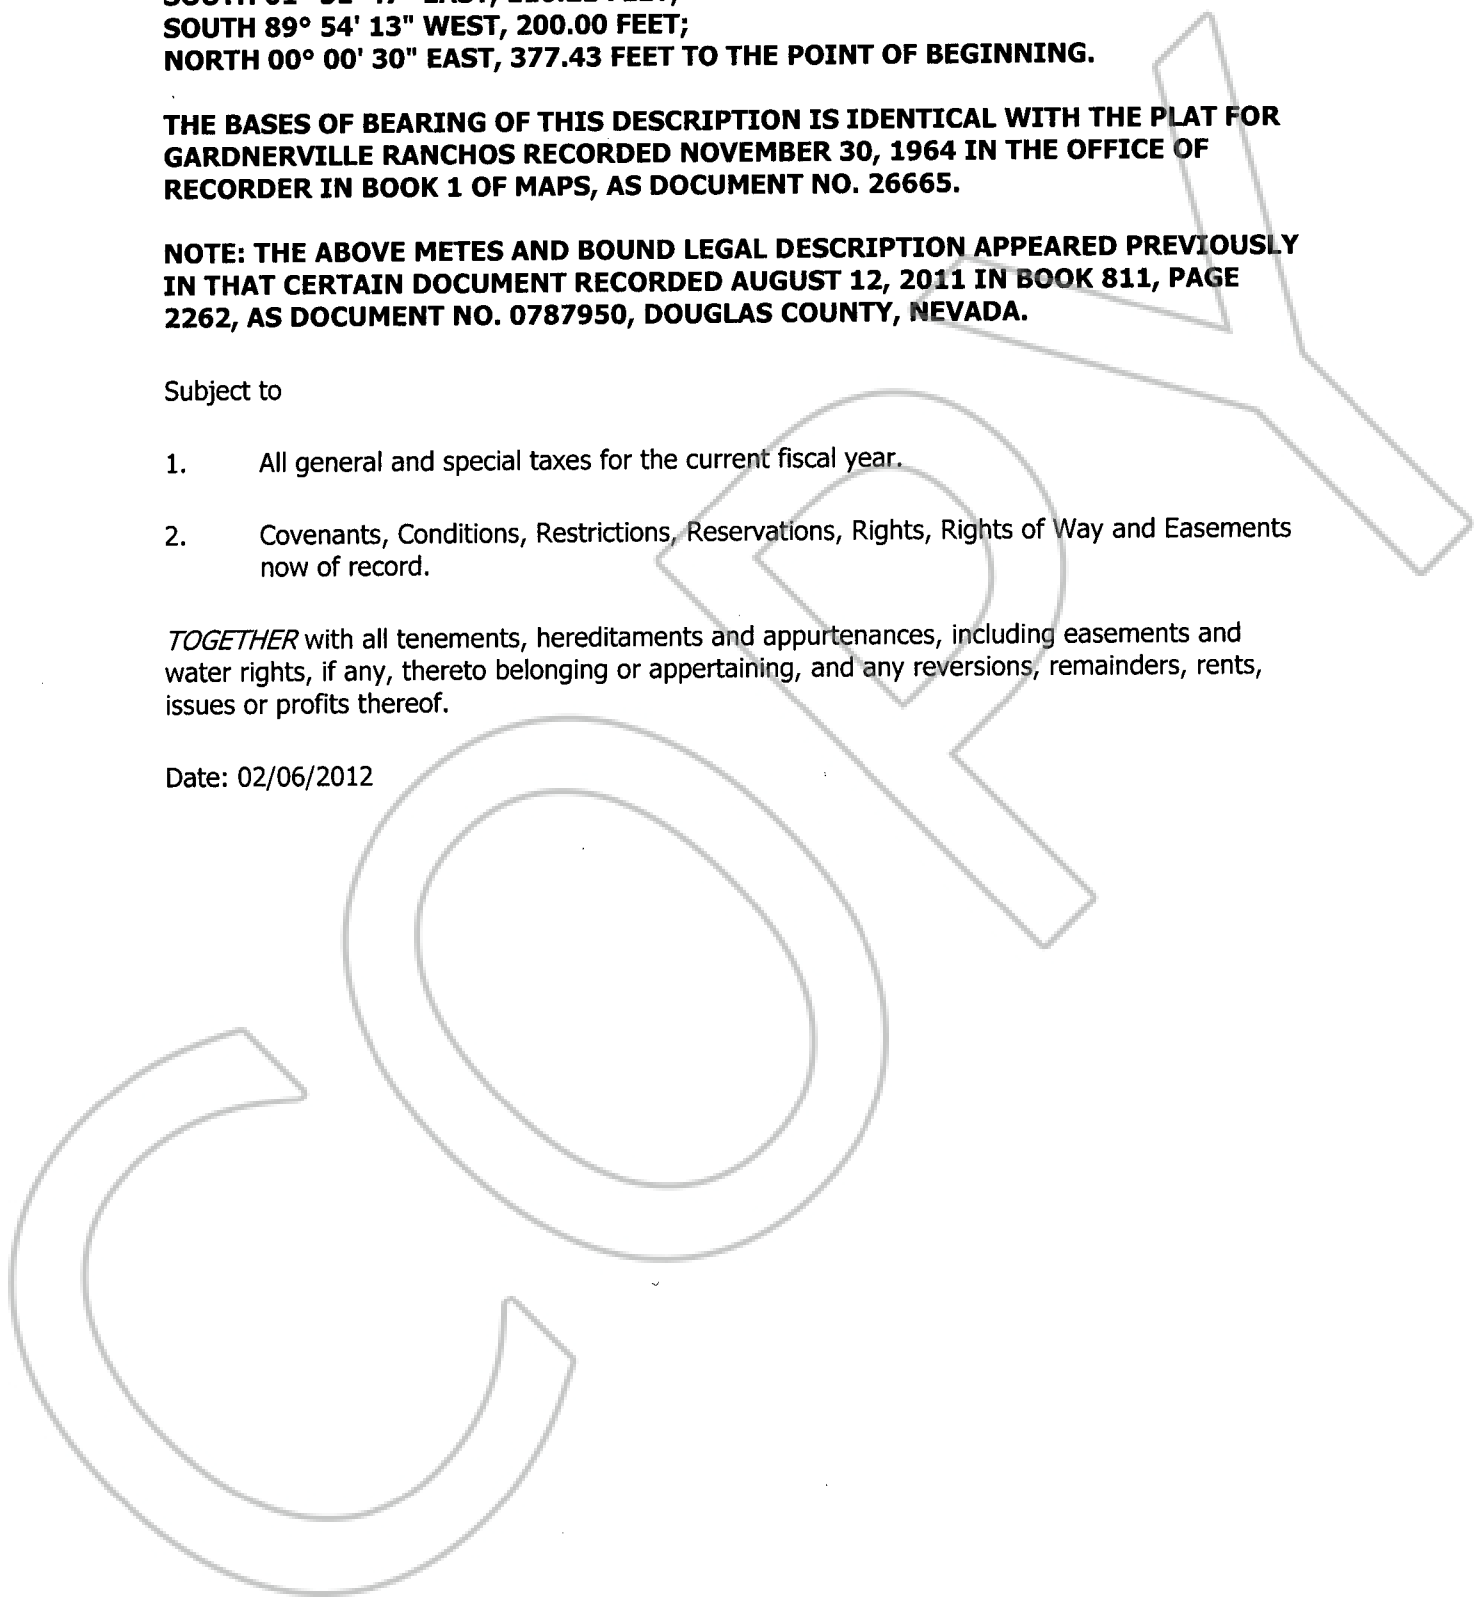 SOUTH 89° 54' 13" WEST, 200.00 FEET;
NORTH 00° 00' 30" EAST, 377.43 FEET TO THE POINT OF BEGINNING.
THE BASES OF BEARING OF THIS DESCRIPTION IS IDENTICAL WITH THE PLAT FOR
GARDNERVILLE RANCHOS RECORDED NOVEMBER 30, 1964 IN THE OFFICE OF
RECORDER IN BOOK 1 OF MAPS, AS DOCUMENT NO. 26665.
NOTE: THE ABOVE METES AND BOUND LEGAL DESCRIPTION APPEARED PREVIOUSLY
IN THAT CERTAIN DOCUMENT RECORDED AUGUST 12, 2011 IN BOOK 811, PAGE
2262, AS DOCUMENT NO. 0787950, DOUGLAS COUNTY, NEVADA.
Subject to
1. All general and special taxes for the current fiscal year.
2. Covenants, Conditions, Restrictions, Reservations, Rights, Rights of Way and Easements
now of record.
TOGETHER with all tenements, hereditaments and appurtenances, including easements and
water rights, if any, thereto belonging or appertaining, and any reversions, remainders, rents,
issues or profits thereof.
Date: 02/06/2012
COPY